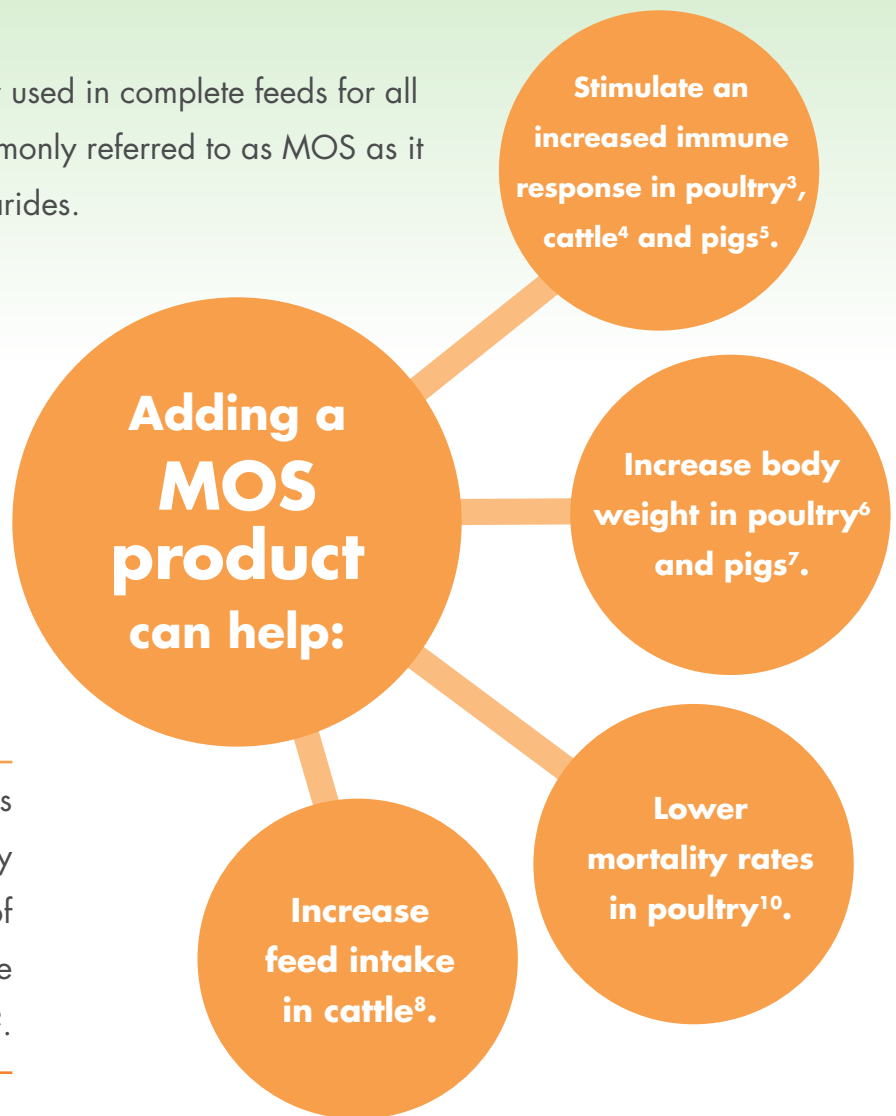 used in complete feeds for all
monly referred to as MOS as it
arides.
Stimulate an
increased immune
response in poultry³,
cattle⁴ and pigs⁵.
Adding a
MOS
product
can help:
Increase body
weight in poultry⁶
and pigs⁷.
Lower
mortality rates
in poultry¹⁰.
Increase
feed intake
in cattle⁸.
s
y
of
e
.